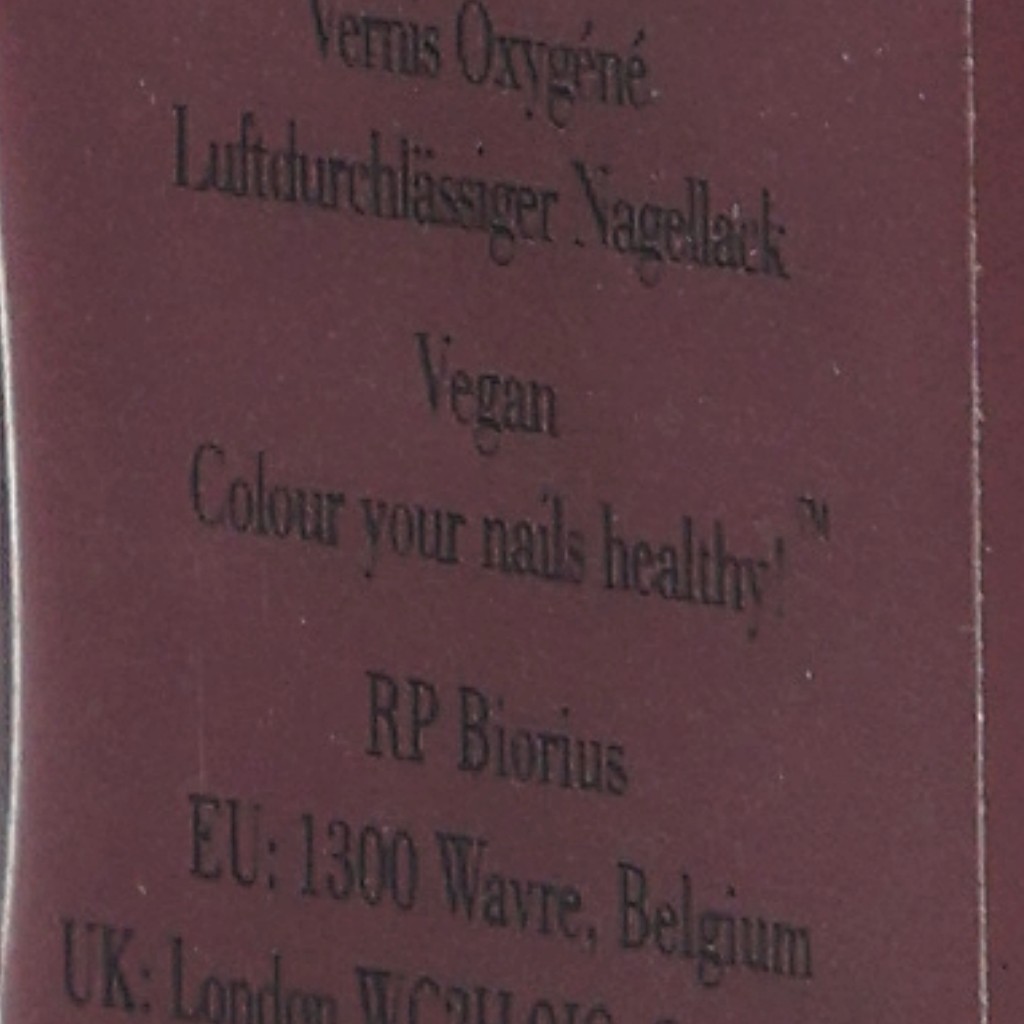 Vernis Oxygéné
Luftdurchlässiger Nagellack
Vegan
Colour your nails healthy!™
RP Biorius
EU: 1300 Wavre, Belgium
UK: London